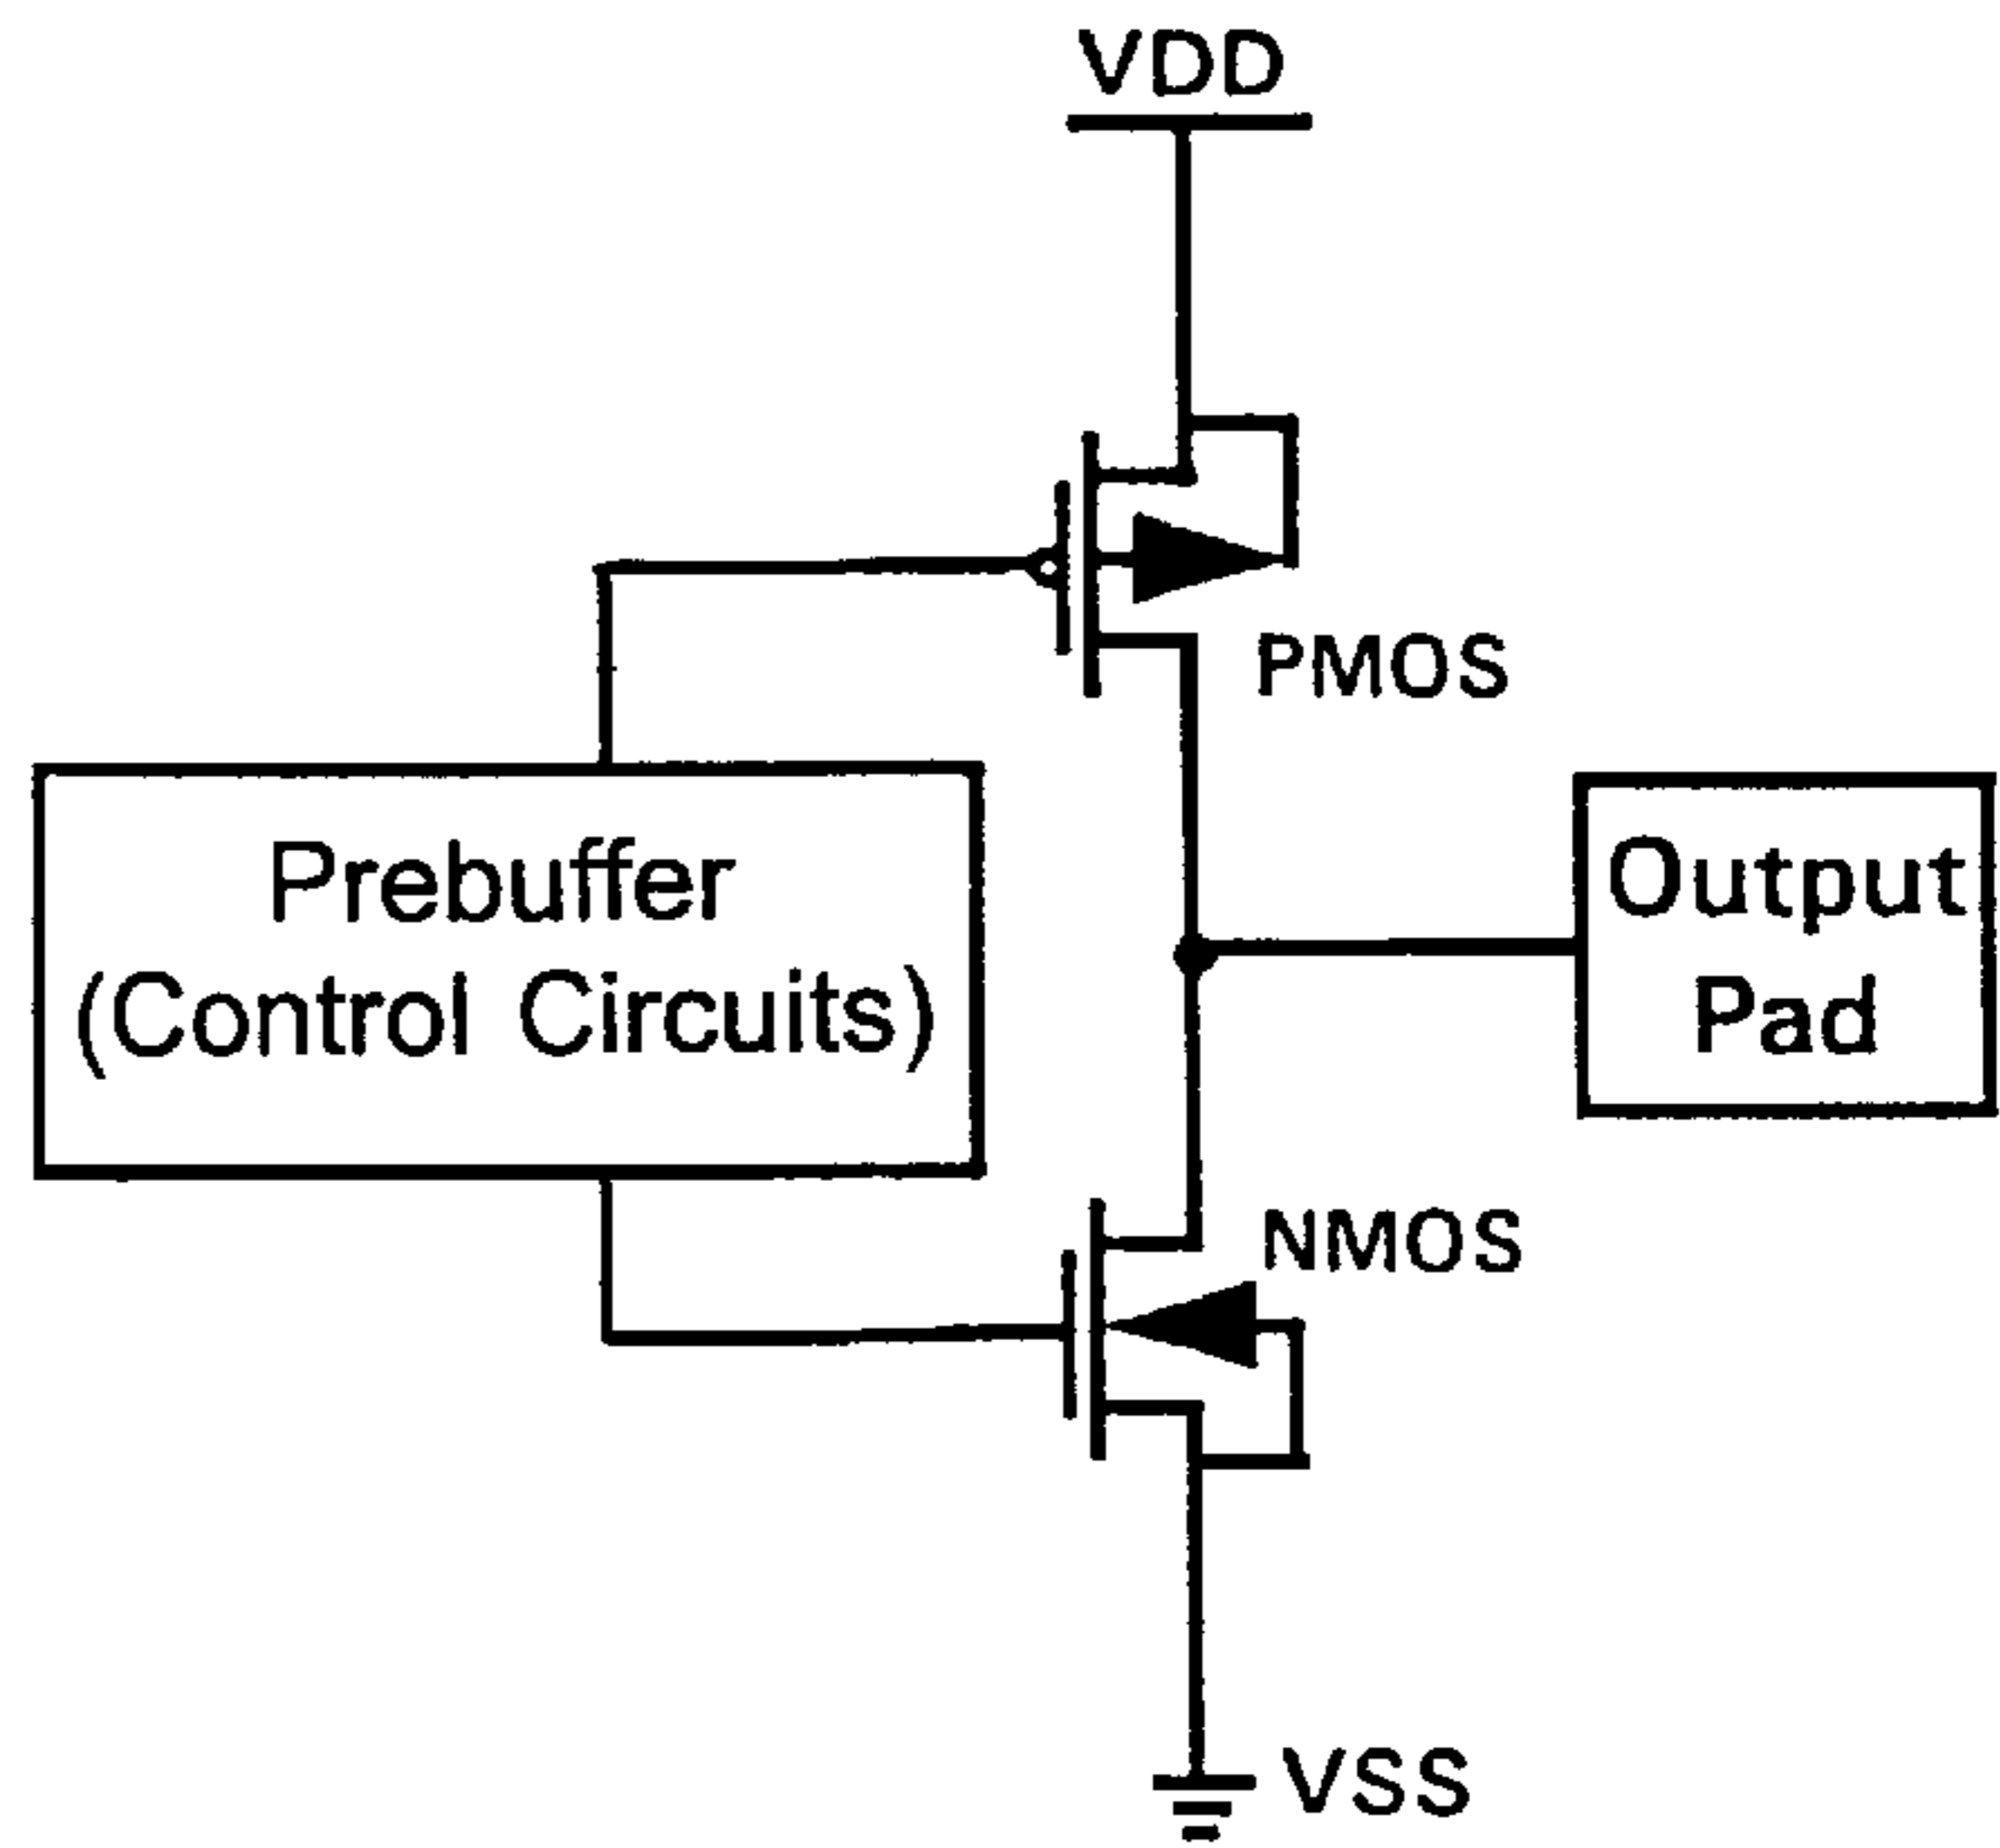 VDD
PMOS
Prebuffer
(Control Circuits)
Output
Pad
NMOS
VSS